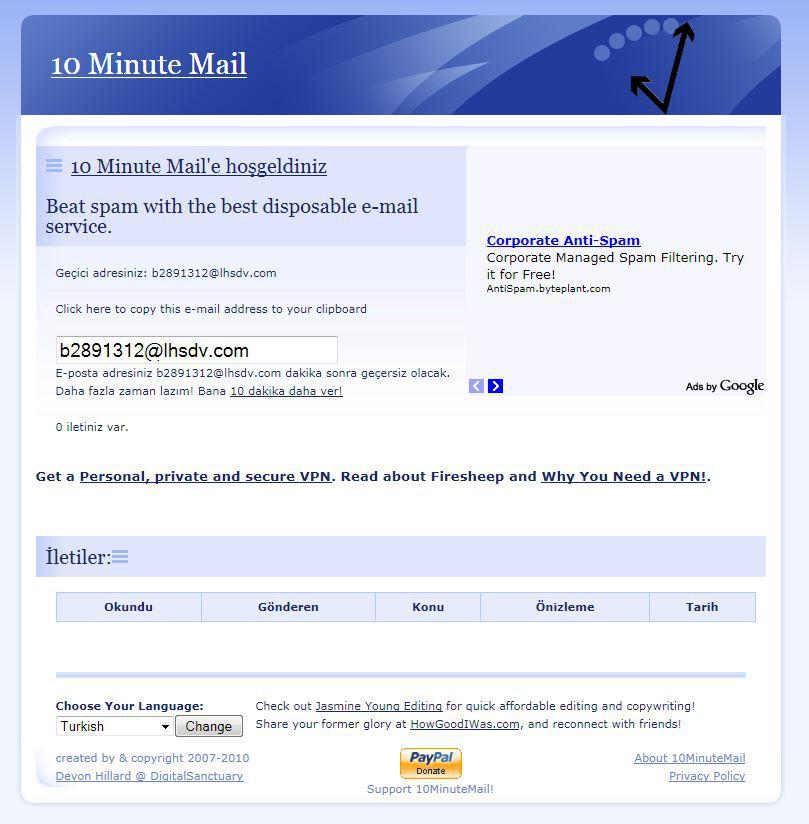 10 Minute Mail
10 Minute Mail'e hoşgeldiniz
Beat spam with the best disposable e-mail
service.
Geçici adresiniz: b2891312@lhsdv.com
Click here to copy this e-mail address to your clipboard
b2891312@lhsdv.com
E-posta adresiniz b2891312@lhsdv.com dakika sonra geçersiz olacak.
Daha fazla zaman lazım! Bana 10 dakika daha ver!
0 iletiniz var.
Corporate Anti-Spam
Corporate Managed Spam Filtering. Try
it for Free!
AntiSpam.byteplant.com
Ads by Google
Get a Personal, private and secure VPN. Read about Firesheep and Why You Need a VPN!.
İletiler:
Okundu Gönderen Konu Önizleme Tarih
Choose Your Language:
Turkish Change
Check out Jasmine Young Editing for quick affordable editing and copywriting!
Share your former glory at HowGoodIWas.com, and reconnect with friends!
created by & copyright 2007-2010
Devon Hillard @ DigitalSanctuary
PayPal
Donate
Support 10MinuteMail!
About 10MinuteMail
Privacy Policy